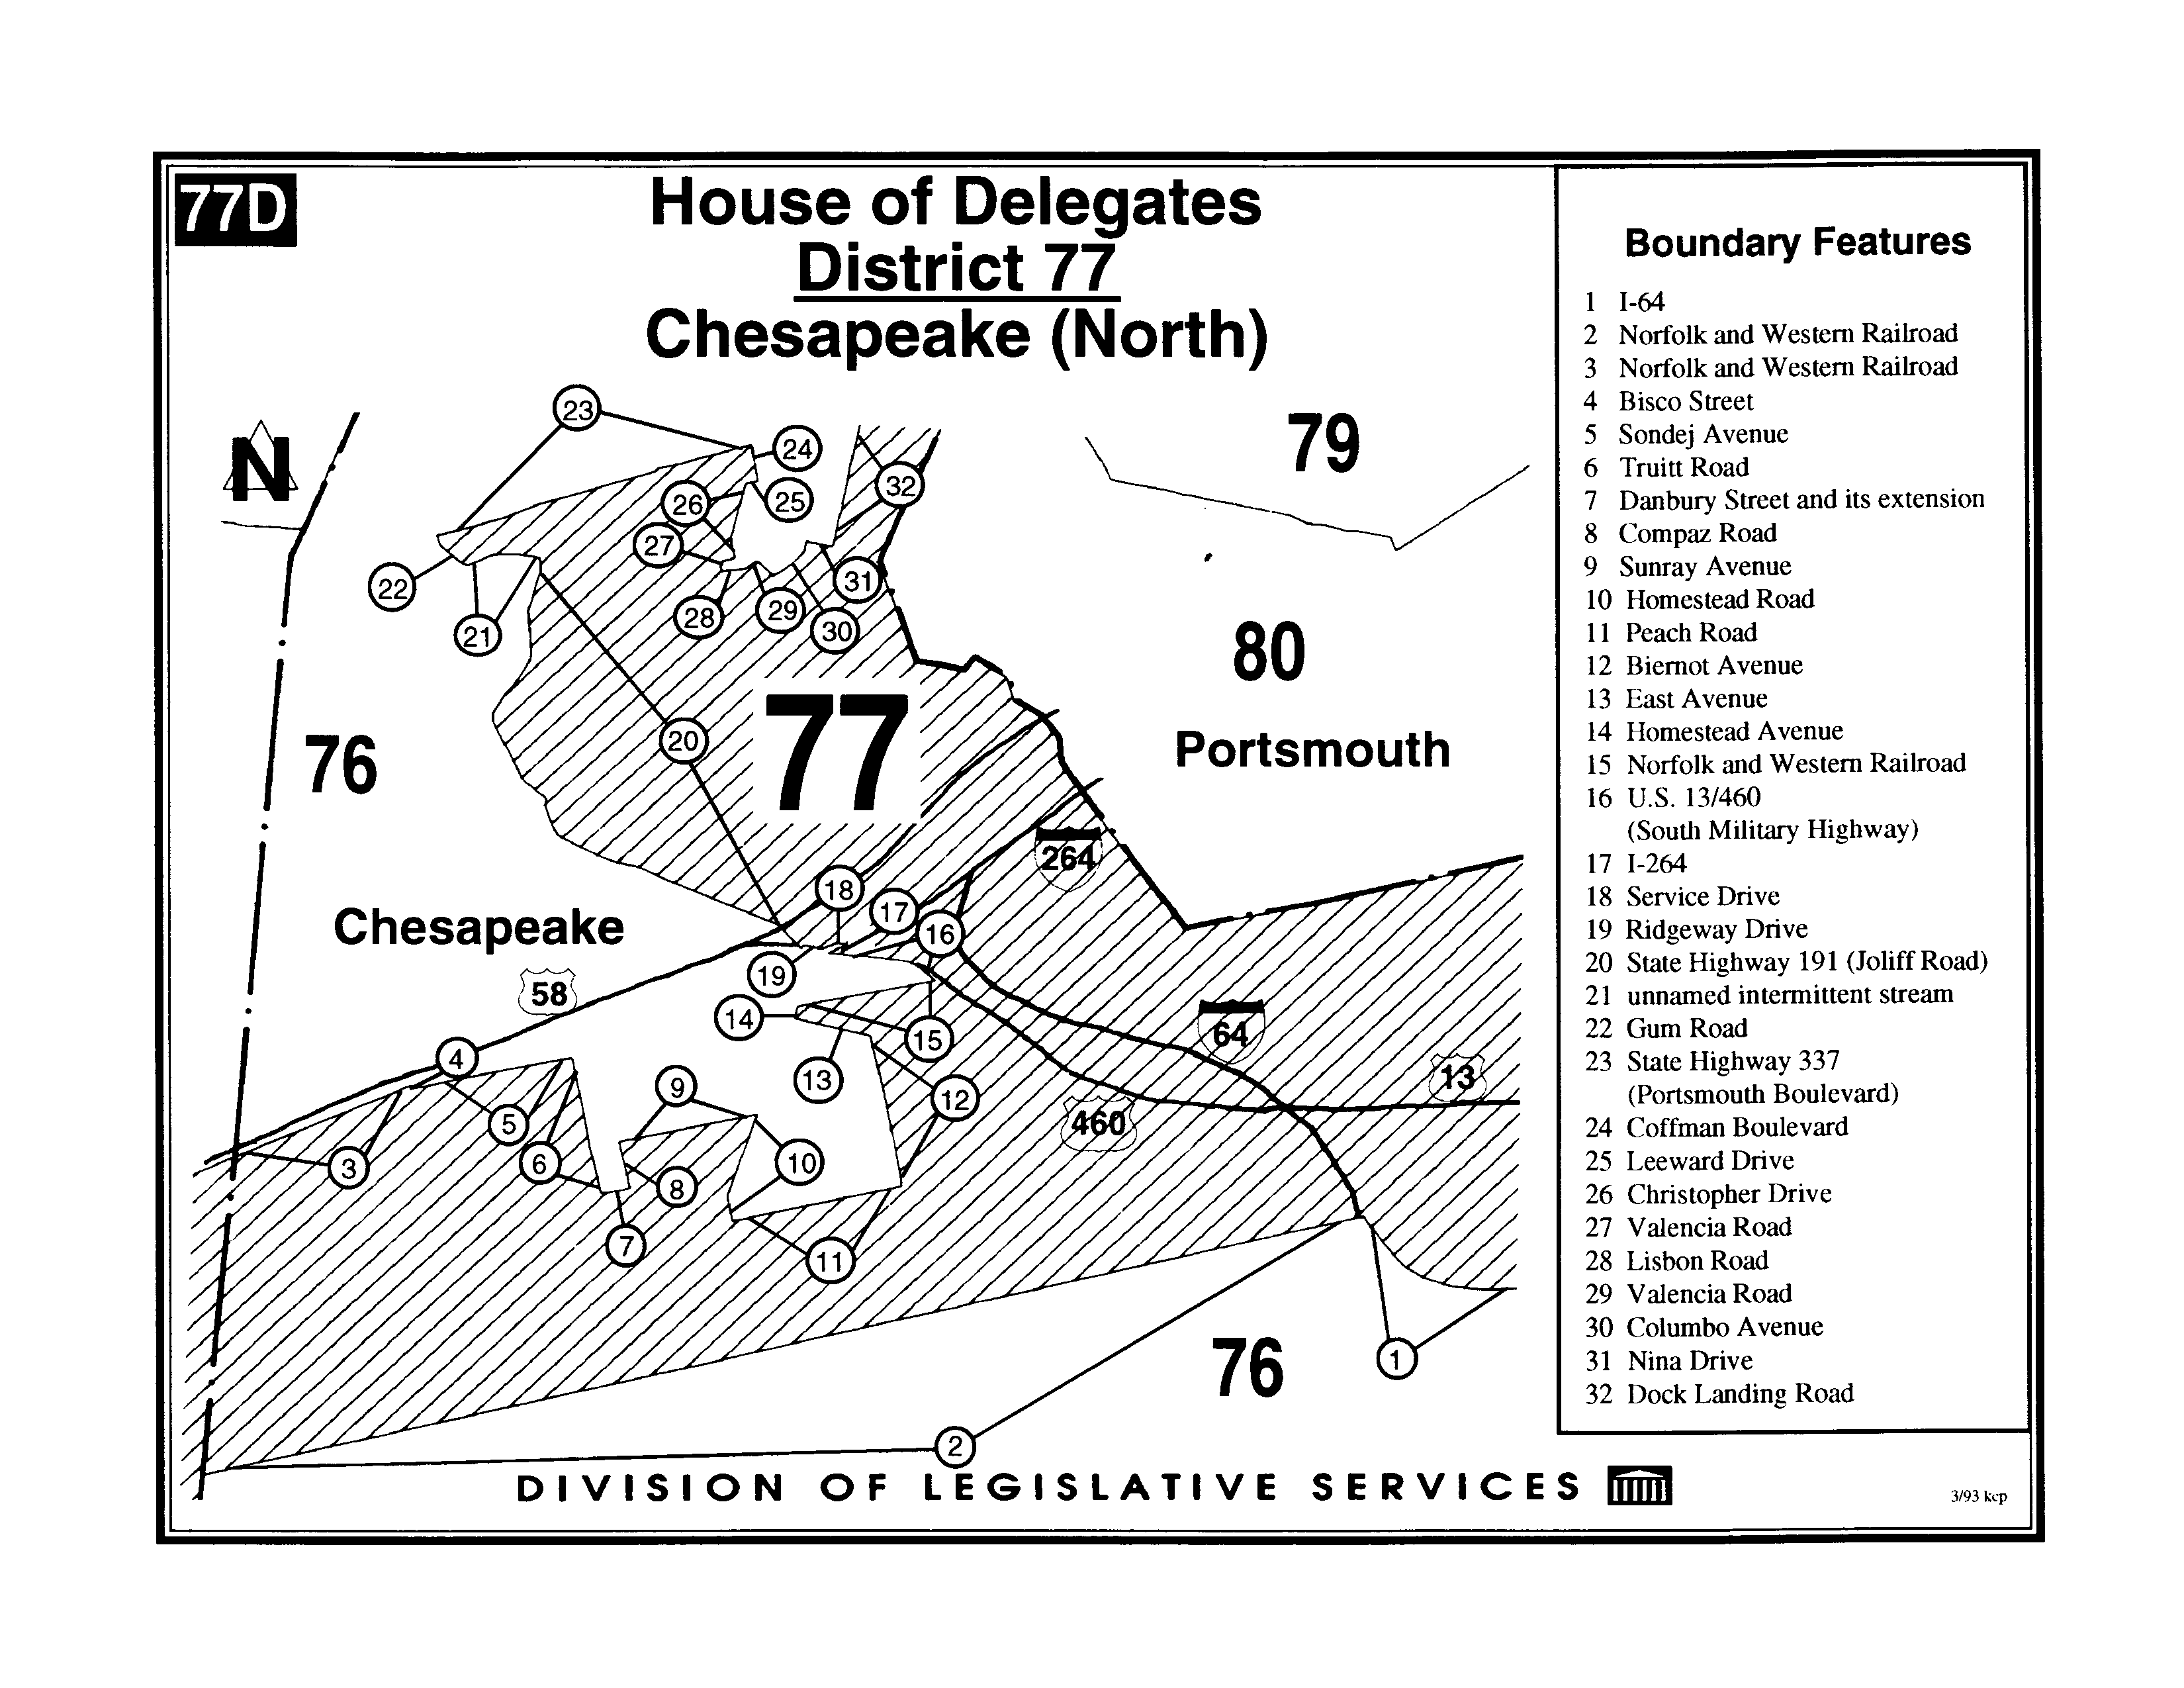 77D
House of Delegates
District 77
Chesapeake (North)
N
23
24
26
25
32
27
22
28
29
31
21
30
79
80
76
20
77
Portsmouth
264
18
17
16
Chesapeake
19
58
14
15
64
13
4
9
13
5
12
460
3
6
10
8
7
11
76
1
2
DIVISION OF LEGISLATIVE SERVICES
Boundary Features
1 I-64
2 Norfolk and Western Railroad
3 Norfolk and Western Railroad
4 Bisco Street
5 Sondej Avenue
6 Truitt Road
7 Danbury Street and its extension
8 Compaz Road
9 Sunray Avenue
10 Homestead Road
11 Peach Road
12 Biernot Avenue
13 East Avenue
14 Homestead Avenue
15 Norfolk and Western Railroad
16 U.S. 13/460
(South Military Highway)
17 I-264
18 Service Drive
19 Ridgeway Drive
20 State Highway 191 (Joliff Road)
21 unnamed intermittent stream
22 Gum Road
23 State Highway 337
(Portsmouth Boulevard)
24 Coffman Boulevard
25 Leeward Drive
26 Christopher Drive
27 Valencia Road
28 Lisbon Road
29 Valencia Road
30 Columbo Avenue
31 Nina Drive
32 Dock Landing Road
3/93 kcp